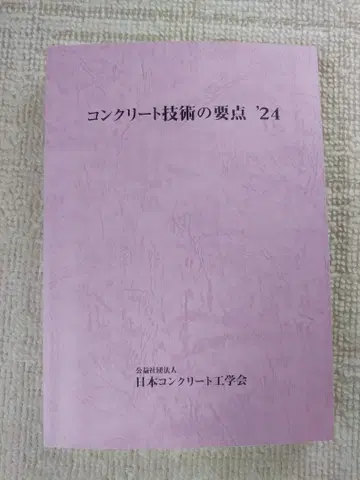 コンクリート技術の要点 '24
公益社団法人
日本コンクリート工学会